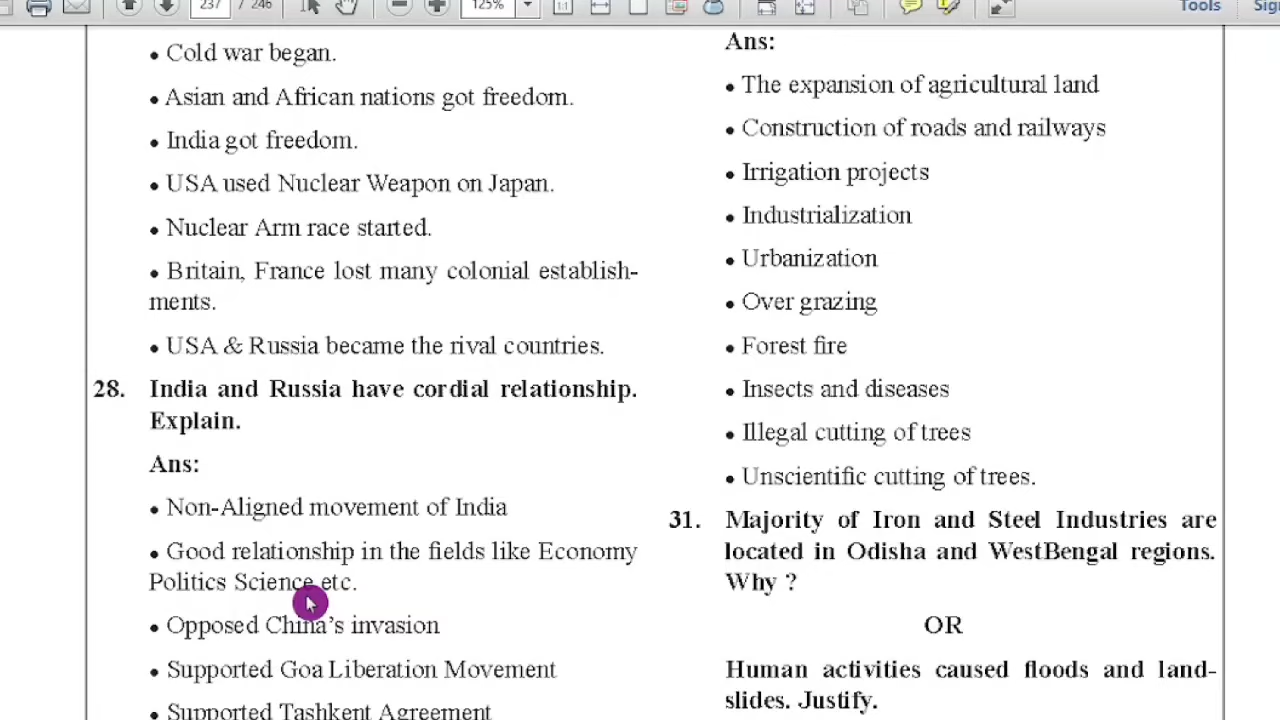 237 / 246
125%
Tools
Sig
• Cold war began.
• Asian and African nations got freedom.
• India got freedom.
• USA used Nuclear Weapon on Japan.
• Nuclear Arm race started.
• Britain, France lost many colonial establish-
ments.
• USA & Russia became the rival countries.
28. India and Russia have cordial relationship.
Explain.
Ans:
• Non-Aligned movement of India
• Good relationship in the fields like Economy
Politics Science etc.
• Opposed China's invasion
• Supported Goa Liberation Movement
• Supported Tashkent Agreement
Ans:
• The expansion of agricultural land
• Construction of roads and railways
• Irrigation projects
• Industrialization
• Urbanization
• Over grazing
• Forest fire
• Insects and diseases
• Illegal cutting of trees
• Unscientific cutting of trees.
31. Majority of Iron and Steel Industries are
located in Odisha and WestBengal regions.
Why ?
OR
Human activities caused floods and land-
slides. Justify.